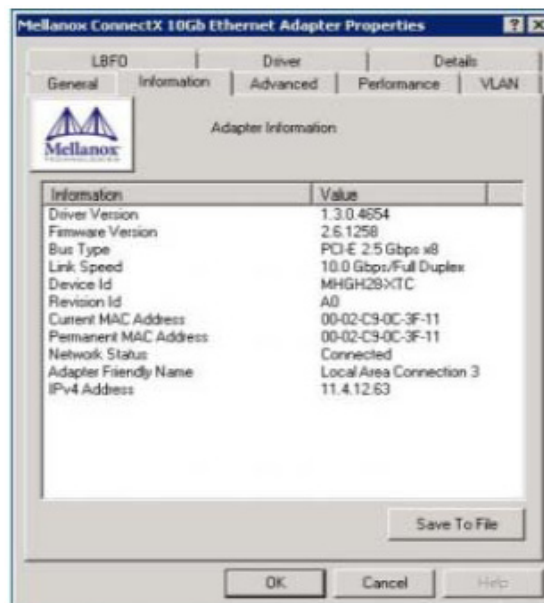 Mellanox ConnectX 10Gb Ethernet Adapter Properties
LBFO Driver Details
General Information Advanced Performance VLAN
Mellanox
TECHNOLOGIES
Adapter Information
Information Value
Driver Version 1.3.0.4654
Firmware Version 2.6.1258
Bus Type PCI-E 2.5 Gbps x8
Link Speed 10.0 Gbps/Full Duplex
Device Id MHGH28-XTC
Revision Id A0
Current MAC Address 00-02-C9-0C-3F-11
Permanent MAC Address 00-02-C9-0C-3F-11
Network Status Connected
Adapter Friendly Name Local Area Connection 3
IPv4 Address 11.4.12.63
Save To File
OK Cancel Help